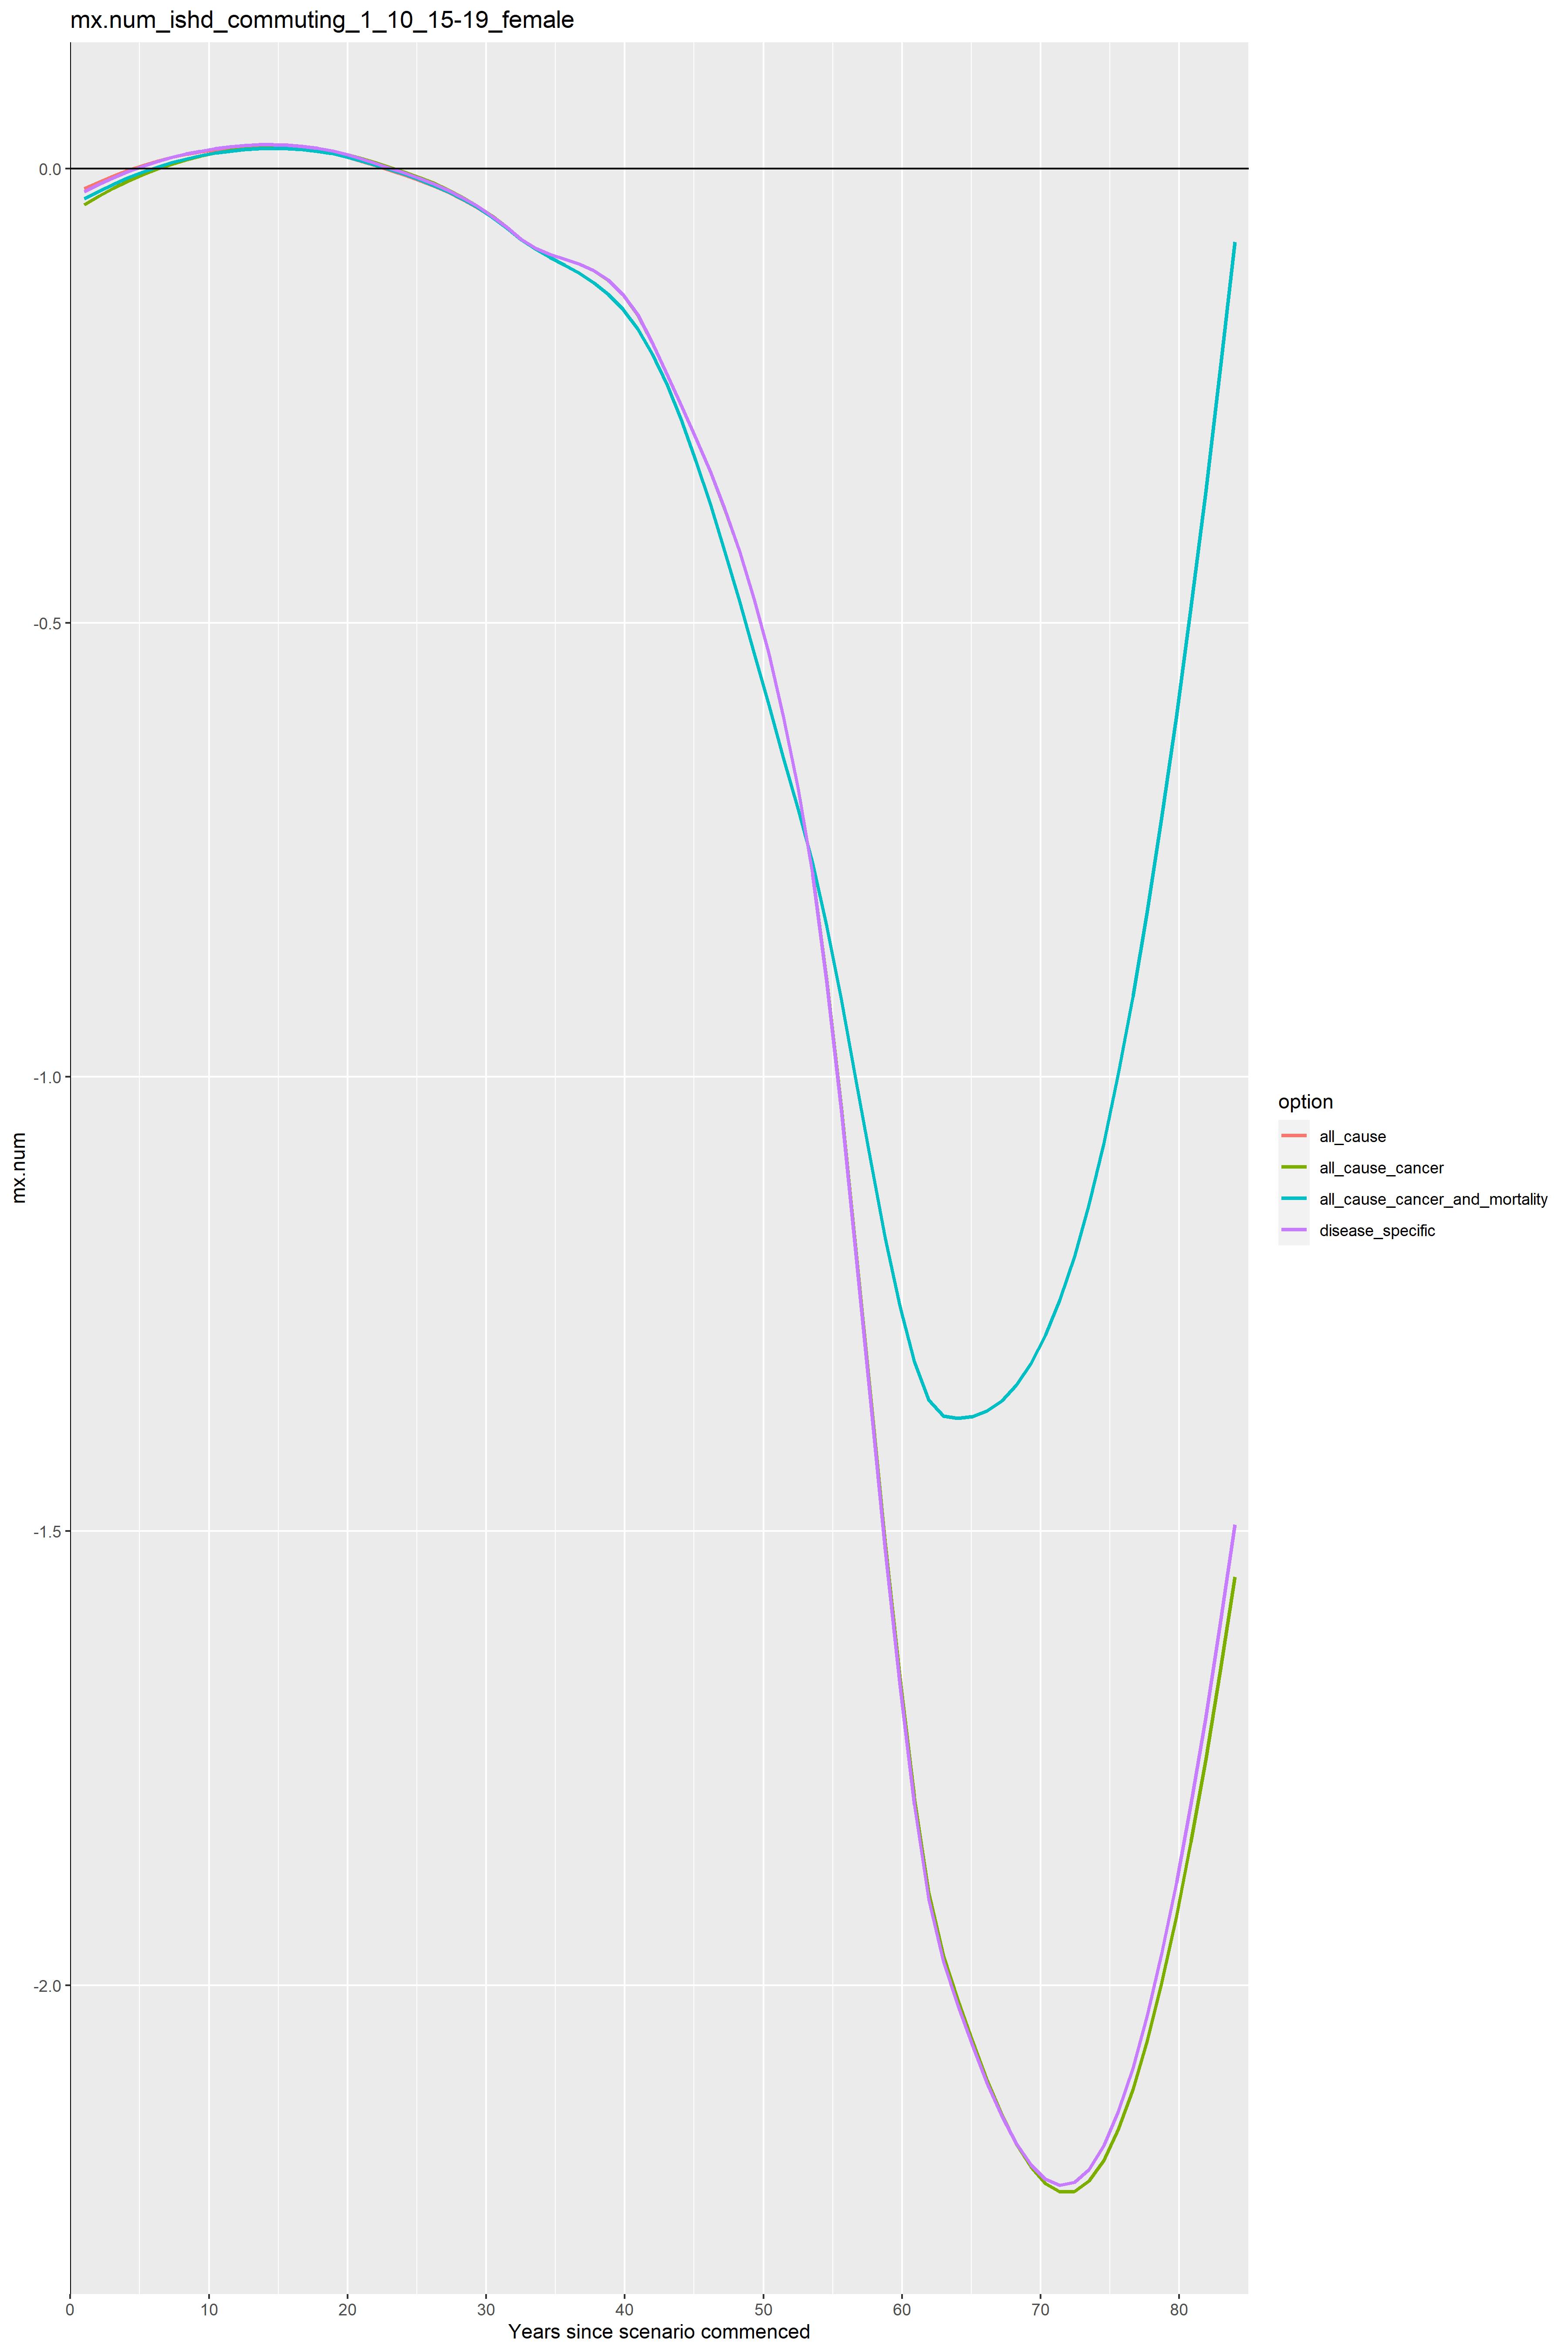 mx.num_ishd_commuting_1_10_15-19_female
0.0
-0.5
-1.0
-1.5
-2.0
mx.num
0 10 20 30 40 50 60 70 80
Years since scenario commenced
option
all_cause
all_cause_cancer
all_cause_cancer_and_mortality
disease_specific